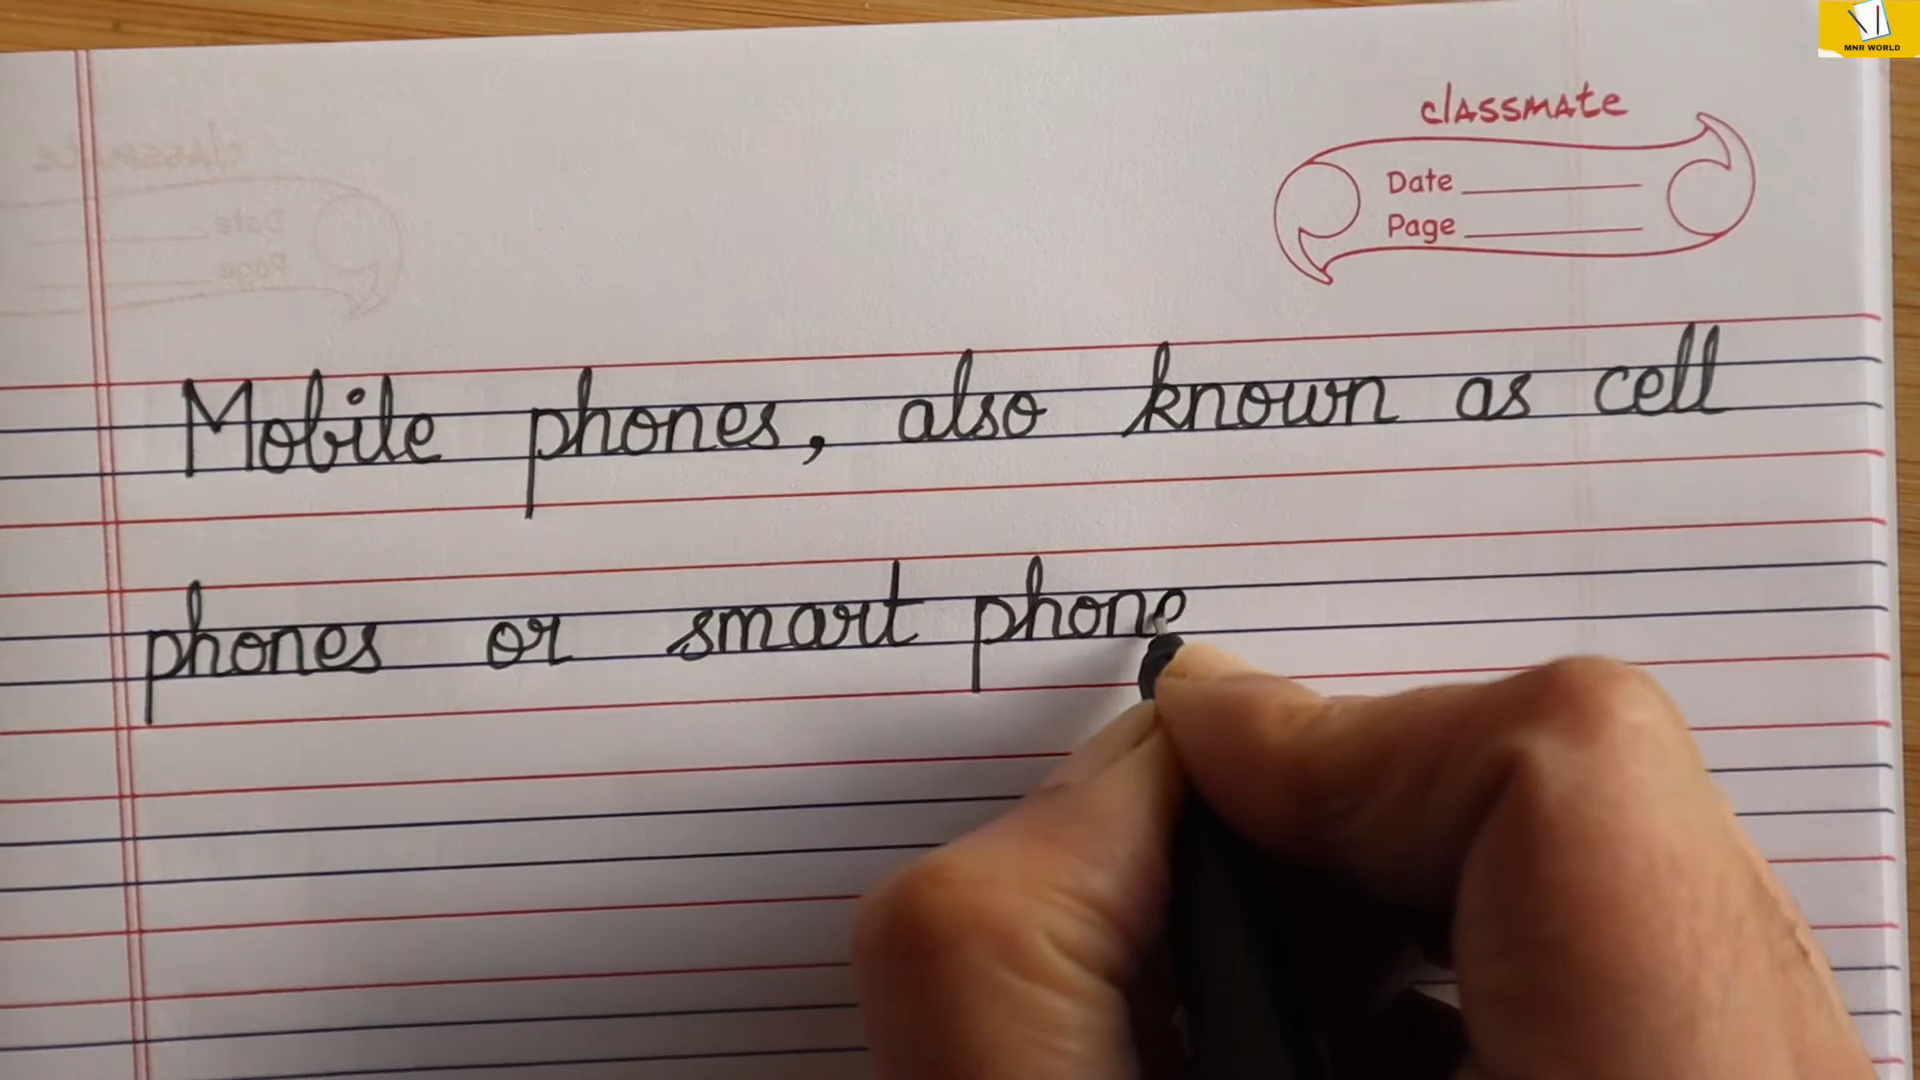 MNR WORLD
classmate
Date
Page
Mobile phones, also known as cell
phones or smart phone